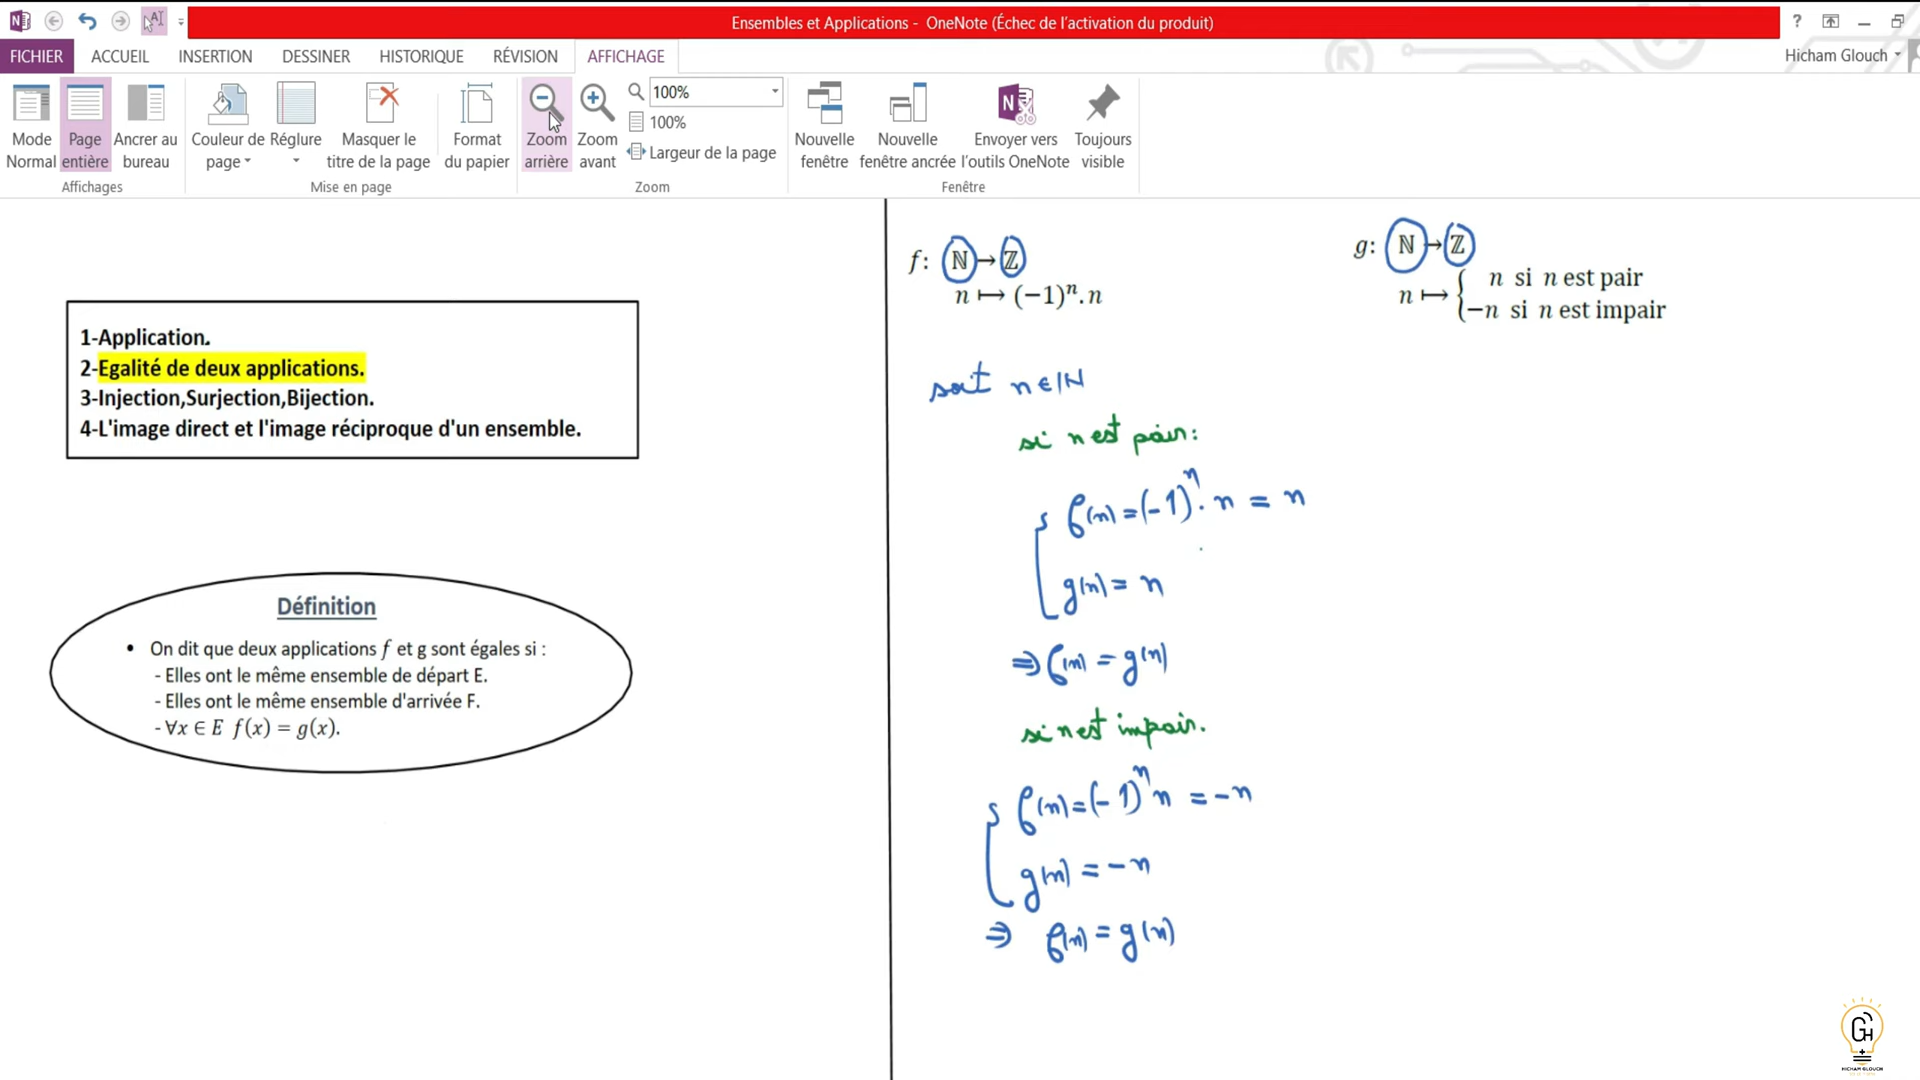 Ensembles et Applications - OneNote (Échec de l'activation du produit)
?
FICHIER
ACCUEIL
INSERTION
DESSINER
HISTORIQUE
RÉVISION
AFFICHAGE
Hicham Glouch
Mode Normal
Page entière
Ancrer au bureau
Affichages
Couleur de page
Réglure
Masquer le titre de la page
Format du papier
Mise en page
Zoom arrière
Zoom avant
100%
100%
Largeur de la page
Zoom
Nouvelle fenêtre
Nouvelle fenêtre ancrée
Envoyer vers l'outils OneNote
Toujours visible
Fenêtre
1-Application.
2-Egalité de deux applications.
3-Injection,Surjection,Bijection.
4-L'image direct et l'image réciproque d'un ensemble.
Définition
• On dit que deux applications f et g sont égales si :
- Elles ont le même ensemble de départ E.
- Elles ont le même ensemble d'arrivée F.
- ∀x ∈ E f(x) = g(x).
f: ℕ → ℤ
n ⟼ (−1)ⁿ. n
g: ℕ → ℤ
n ⟼ { n si n est pair
−n si n est impair
soit n ∈ ℕ
si n est pair:
f(n) = (-1)ⁿ. n = n
g(n) = n
⇒ f(n) = g(n)
si n est impair.
f(n) = (-1)ⁿ n = -n
g(n) = -n
⇒ f(n) = g(n)
GH
HICHAM GLOUCH